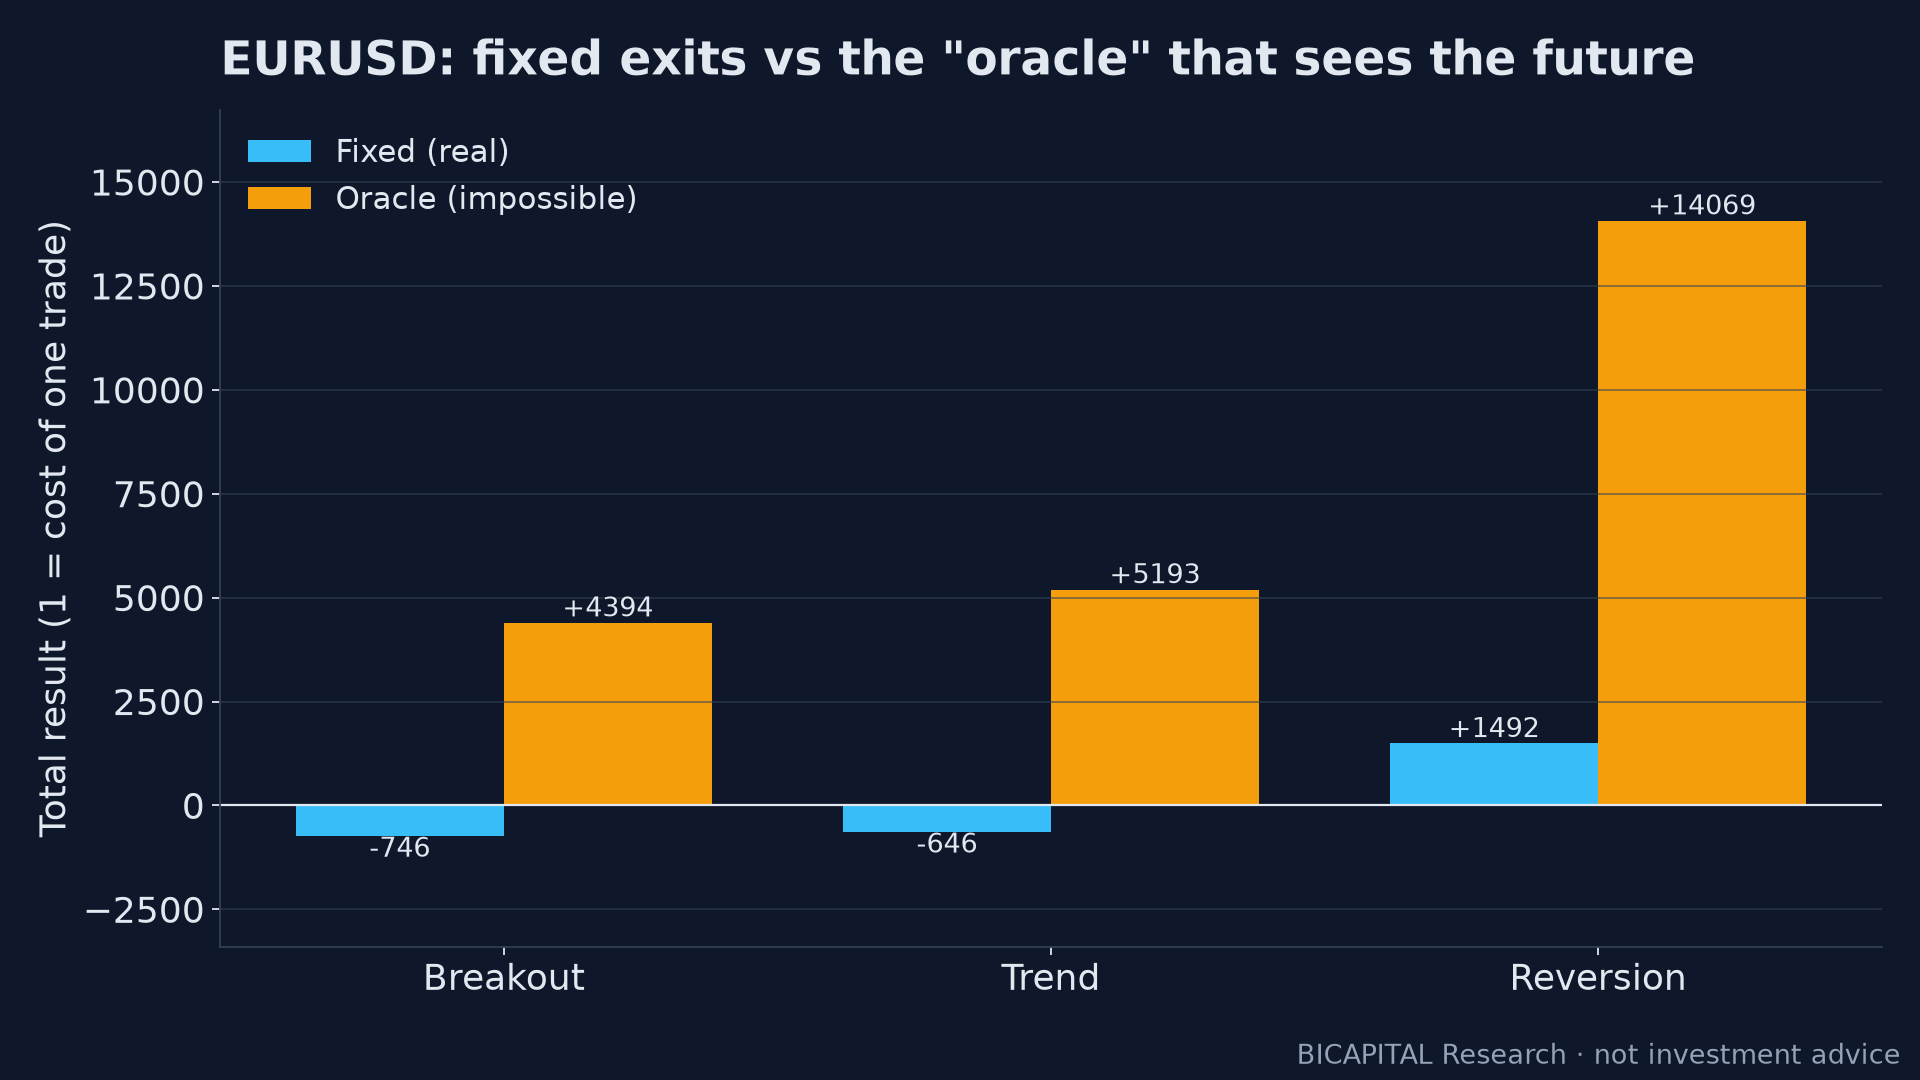 EURUSD: fixed exits vs the "oracle" that sees the future
Fixed (real)
Oracle (impossible)
Total result (1 = cost of one trade)
15000
12500
10000
7500
5000
2500
0
−2500
-746
+4394
-646
+5193
+1492
+14069
Breakout
Trend
Reversion
BICAPITAL Research · not investment advice